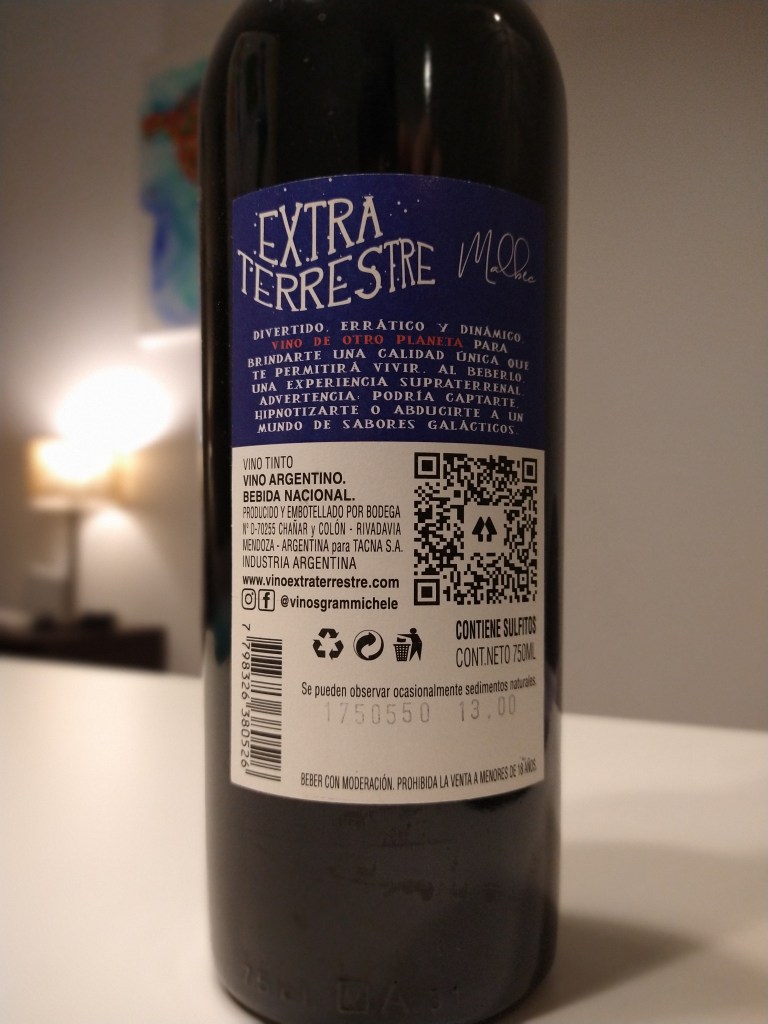 EXTRA
TERRESTRE
Malbec
DIVERTIDO, ERRÁTICO Y DINÁMICO,
VINO DE OTRO PLANETA PARA
BRINDARTE UNA CALIDAD ÚNICA QUE
TE PERMITIRÁ VIVIR, AL BEBERLO
UNA EXPERIENCIA SUPRATERRENAL.
ADVERTENCIA: PODRÍA CAPTARTE,
HIPNOTIZARTE O ABDUCIRTE A UN
MUNDO DE SABORES GALÁCTICOS.
VINO TINTO
VINO ARGENTINO.
BEBIDA NACIONAL.
PRODUCIDO Y EMBOTELLADO POR BODEGA
N° D-70255 CHAÑAR y COLÓN - RIVADAVIA
MENDOZA - ARGENTINA para TACNA S.A.
INDUSTRIA ARGENTINA
www.vinoextraterrestre.com
@vinosgrammichele
CONTIENE SULFITOS
CONT.NETO 750ML
7 798326 380526
Se pueden observar ocasionalmente sedimentos naturales.
1750550 13.00
BEBER CON MODERACIÓN. PROHIBIDA LA VENTA A MENORES DE 18 AÑOS.